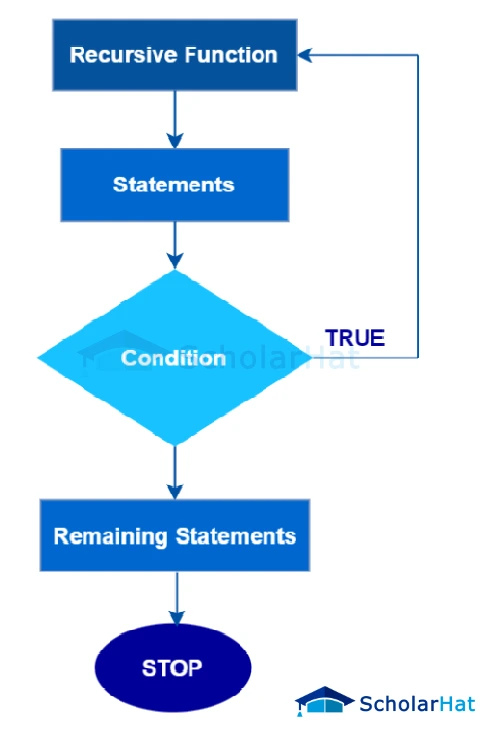 Recursive Function
Statements
TRUE
Condition
ScholarHat
Remaining Statements
STOP
ScholarHat